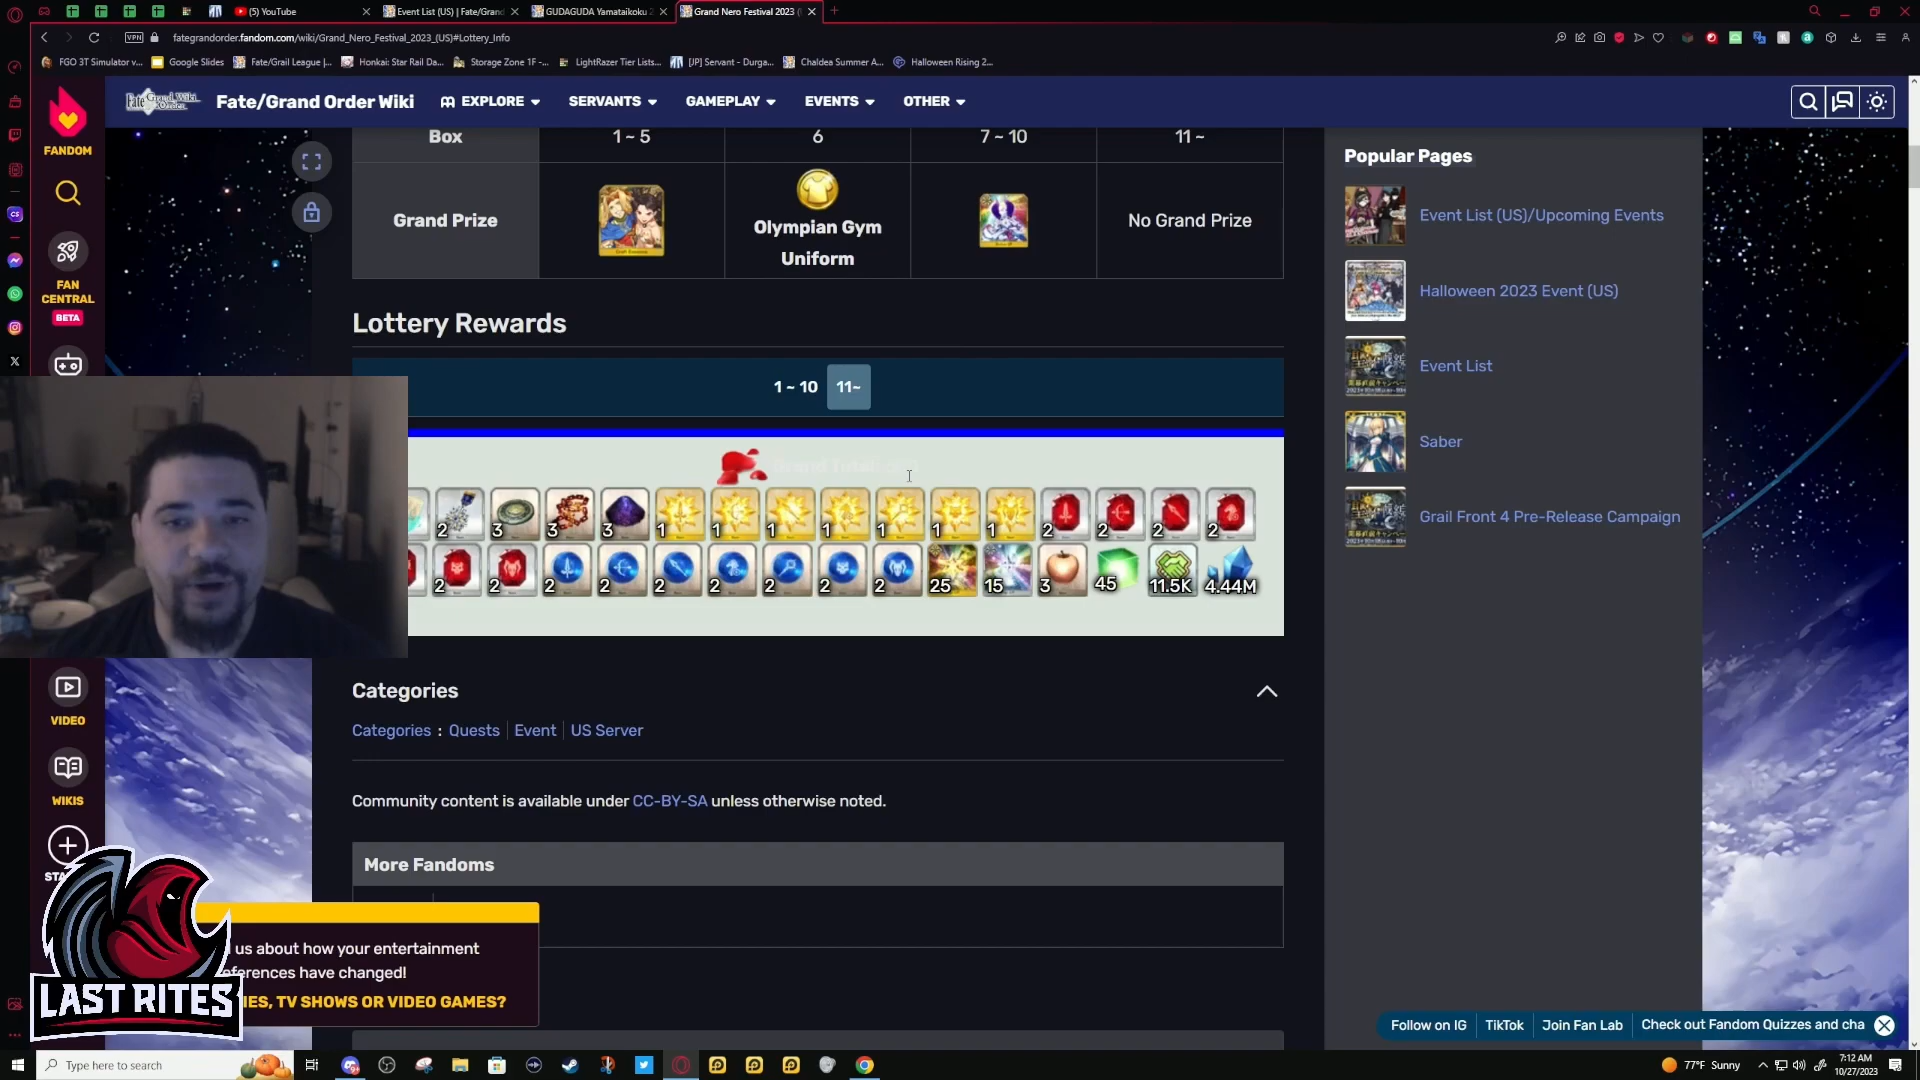 (5) YouTube
Event List (US) | Fate/Grand
GUDAGUDA Yamataikoku 2
Grand Nero Festival 2023 (
VPN
fategrandorder.fandom.com/wiki/Grand_Nero_Festival_2023_(US)#Lottery_Info
FGO 3T Simulator v...
Google Slides
Fate/Grail League |...
Honkai: Star Rail Da...
Storage Zone 1F -...
LightRazer Tier Lists...
[JP] Servant - Durga...
Chaldea Summer A...
Halloween Rising 2...
Fate/Grand Order Wiki
EXPLORE
SERVANTS
GAMEPLAY
EVENTS
OTHER
FANDOM
FAN
CENTRAL
BETA
VIDEO
WIKIS
Box
1 ~ 5
6
7 ~ 10
11 ~
Grand Prize
Olympian Gym
Uniform
No Grand Prize
Lottery Rewards
1 ~ 10
11~
2 3 3 3 1 1 1 1 1 1 1 2 2 2 2
2 2 2 2 2 2 2 2 2 25 15 3 45 11.5K 4.44M
Categories
Categories : Quests Event US Server
Community content is available under CC-BY-SA unless otherwise noted.
More Fandoms
us about how your entertainment
eferences have changed!
IES, TV SHOWS OR VIDEO GAMES?
LAST RITES
Popular Pages
Event List (US)/Upcoming Events
Halloween 2023 Event (US)
Event List
Saber
Grail Front 4 Pre-Release Campaign
Follow on IG
TikTok
Join Fan Lab
Check out Fandom Quizzes and cha
Type here to search
77°F Sunny
7:12 AM
10/27/2023